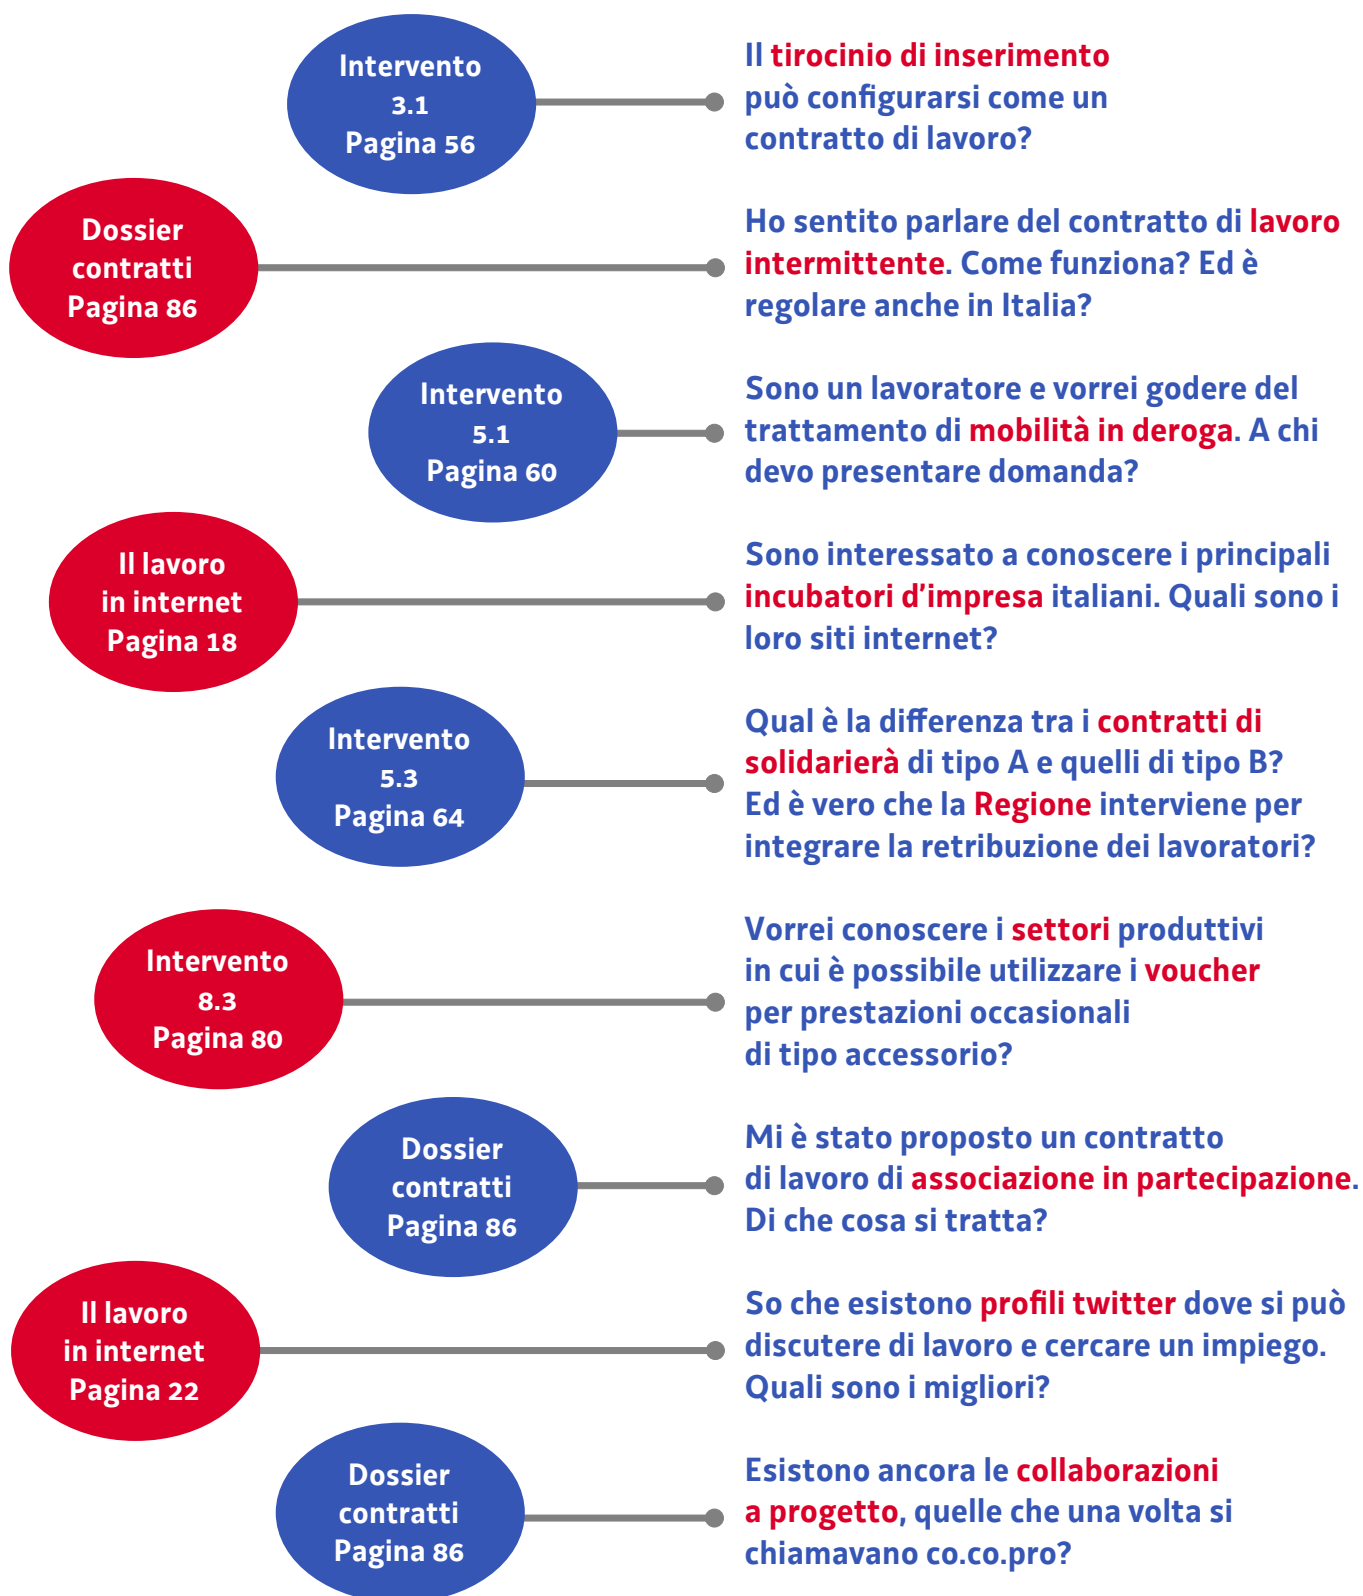 Intervento
3.1
Pagina 56
Il tirocinio di inserimento
può configurarsi come un
contratto di lavoro?
Dossier
contratti
Pagina 86
Ho sentito parlare del contratto di lavoro
intermittente. Come funziona? Ed è
regolare anche in Italia?
Intervento
5.1
Pagina 60
Sono un lavoratore e vorrei godere del
trattamento di mobilità in deroga. A chi
devo presentare domanda?
Il lavoro
in internet
Pagina 18
Sono interessato a conoscere i principali
incubatori d'impresa italiani. Quali sono i
loro siti internet?
Intervento
5.3
Pagina 64
Qual è la differenza tra i contratti di
solidarierà di tipo A e quelli di tipo B?
Ed è vero che la Regione interviene per
integrare la retribuzione dei lavoratori?
Intervento
8.3
Pagina 80
Vorrei conoscere i settori produttivi
in cui è possibile utilizzare i voucher
per prestazioni occasionali
di tipo accessorio?
Dossier
contratti
Pagina 86
Mi è stato proposto un contratto
di lavoro di associazione in partecipazione.
Di che cosa si tratta?
Il lavoro
in internet
Pagina 22
So che esistono profili twitter dove si può
discutere di lavoro e cercare un impiego.
Quali sono i migliori?
Dossier
contratti
Pagina 86
Esistono ancora le collaborazioni
a progetto, quelle che una volta si
chiamavano co.co.pro?